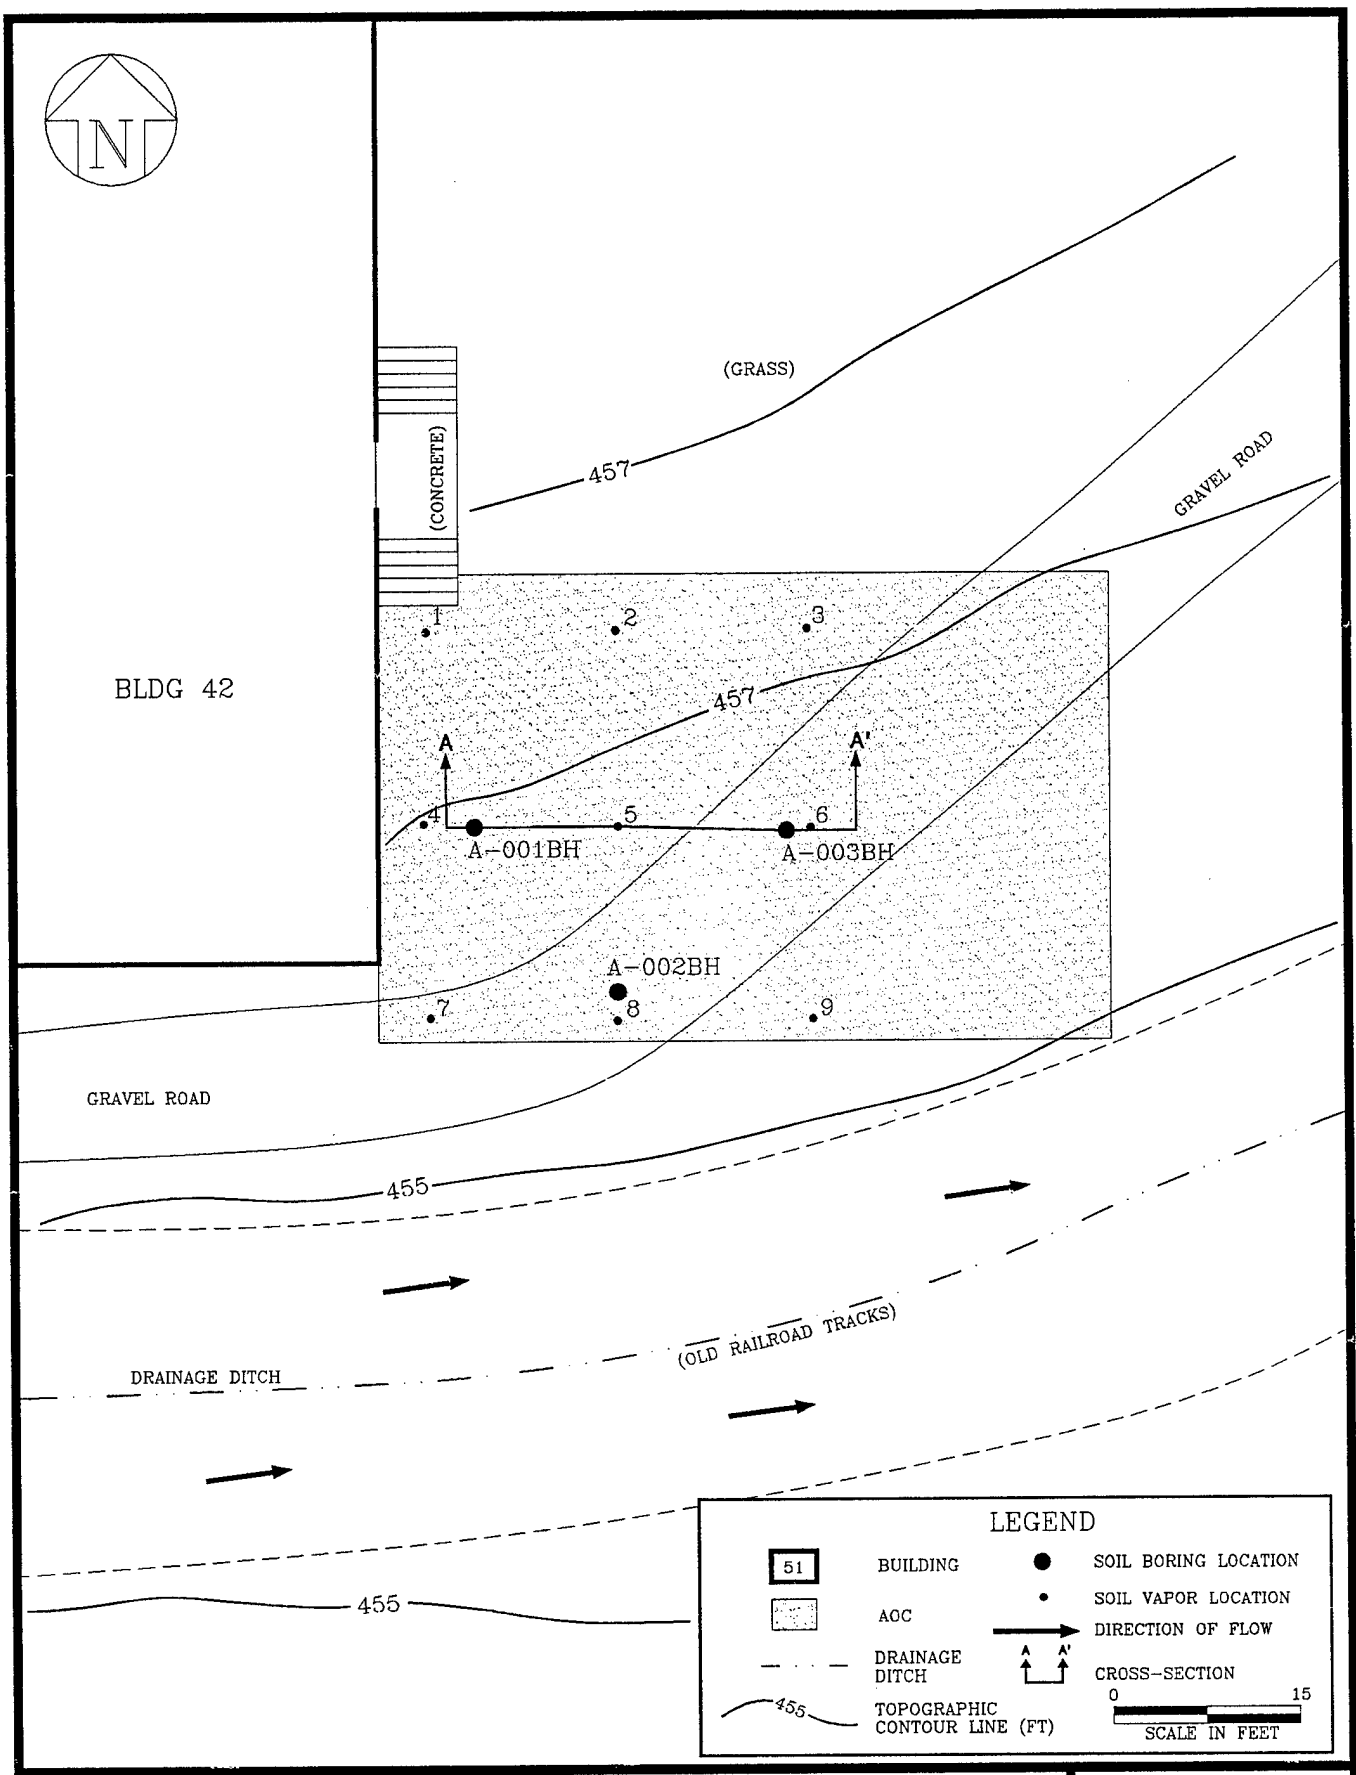 N
(GRASS)
457
(CONCRETE)
GRAVEL ROAD
1
2
3
BLDG 42
457
A
A'
4
5
6
A-001BH
A-003BH
A-002BH
7
8
9
GRAVEL ROAD
455
(OLD RAILROAD TRACKS)
DRAINAGE DITCH
455
LEGEND
51
BUILDING
SOIL BORING LOCATION
AOC
SOIL VAPOR LOCATION
DIRECTION OF FLOW
DRAINAGE
DITCH
A A'
CROSS-SECTION
455
TOPOGRAPHIC
CONTOUR LINE (FT)
0 15
SCALE IN FEET